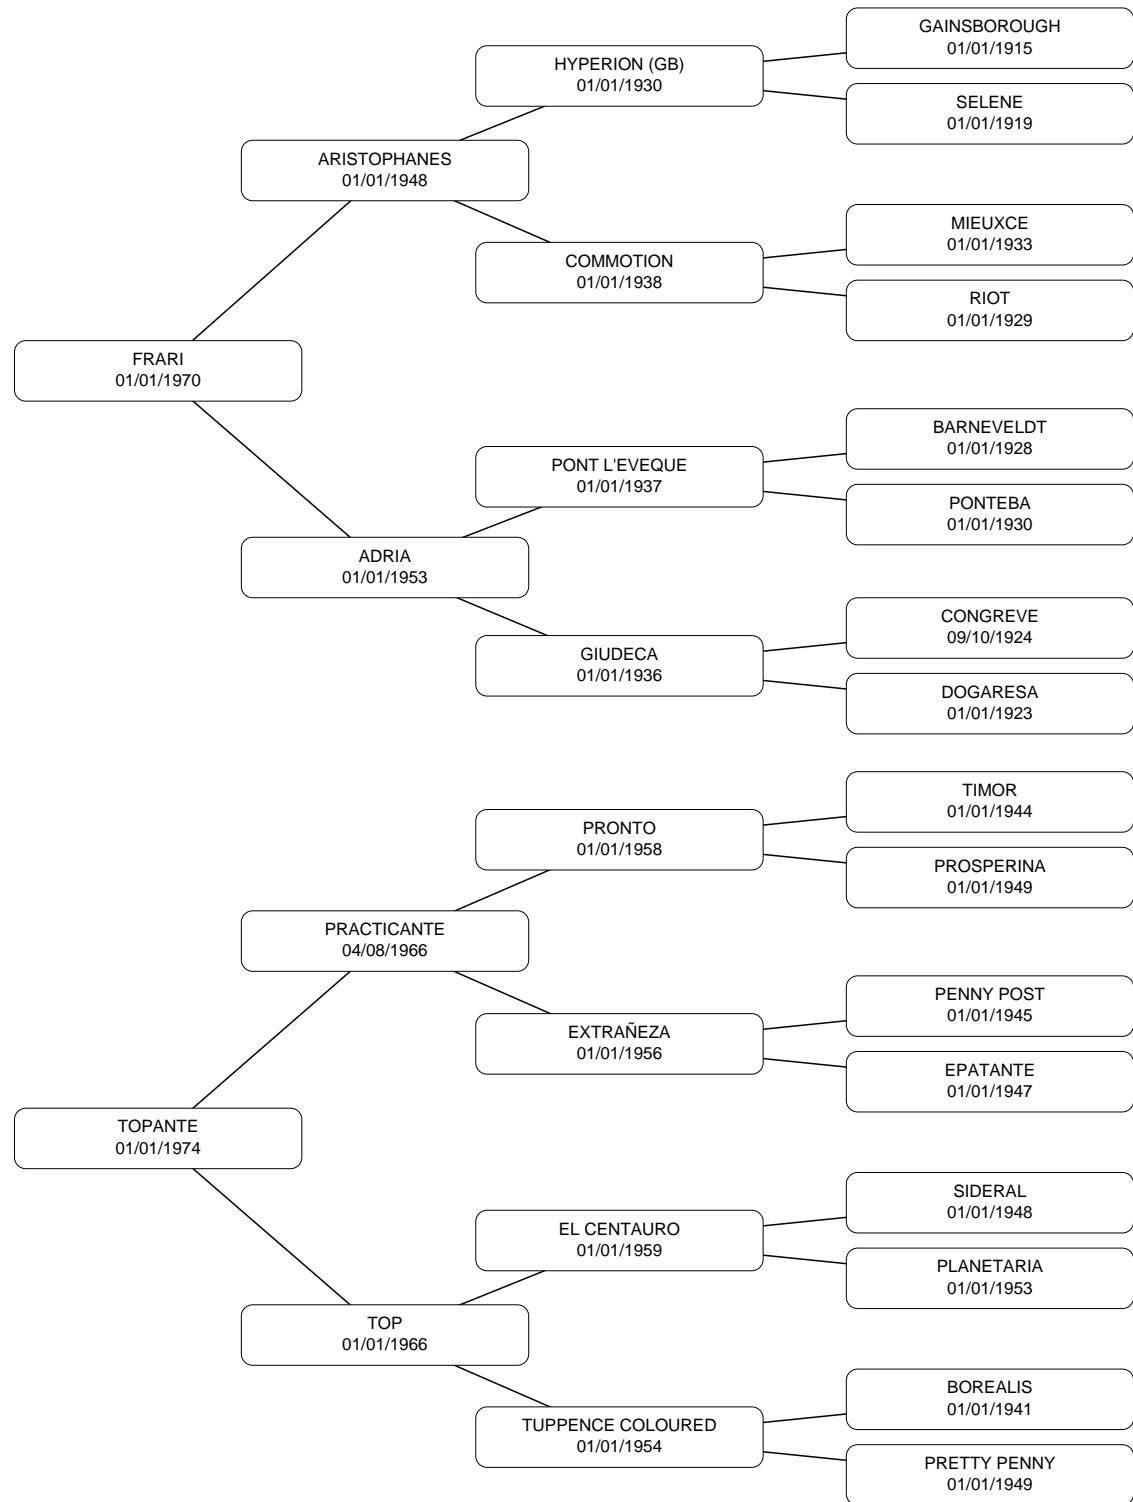 GAINSBOROUGH
01/01/1915
HYPERION (GB)
01/01/1930
SELENE
01/01/1919
ARISTOPHANES
01/01/1948
MIEUXCE
01/01/1933
COMMOTION
01/01/1938
RIOT
01/01/1929
FRARI
01/01/1970
BARNEVELDT
01/01/1928
PONT L'EVEQUE
01/01/1937
PONTEBA
01/01/1930
ADRIA
01/01/1953
CONGREVE
09/10/1924
GIUDECA
01/01/1936
DOGARESA
01/01/1923
TIMOR
01/01/1944
PRONTO
01/01/1958
PROSPERINA
01/01/1949
PRACTICANTE
04/08/1966
PENNY POST
01/01/1945
EXTRAÑEZA
01/01/1956
EPATANTE
01/01/1947
TOPANTE
01/01/1974
SIDERAL
01/01/1948
EL CENTAURO
01/01/1959
PLANETARIA
01/01/1953
TOP
01/01/1966
BOREALIS
01/01/1941
TUPPENCE COLOURED
01/01/1954
PRETTY PENNY
01/01/1949